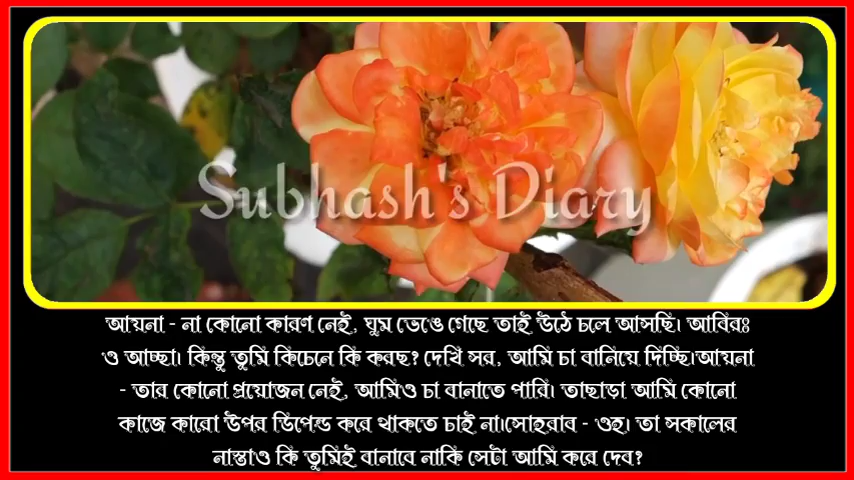 Subhash's Diary
আয়না - না কোনো কারণ নেই, ঘুম ভেঙে গেছে তাই উঠে চলে আসছি। আবিরঃ
ও আচ্ছা। কিন্তু তুমি কিচেনে কি করছ? দেখি সর, আমি চা বানিয়ে দিচ্ছি।আয়না
- তার কোনো প্রয়োজন নেই, আমিও চা বানাতে পারি। তাছাড়া আমি কোনো
কাজে কারো উপর ডিপেন্ড করে থাকতে চাই না।সোহরাব - ওহ। তা সকালের
নাস্তাও কি তুমিই বানাবে নাকি সেটা আমি করে দেব?